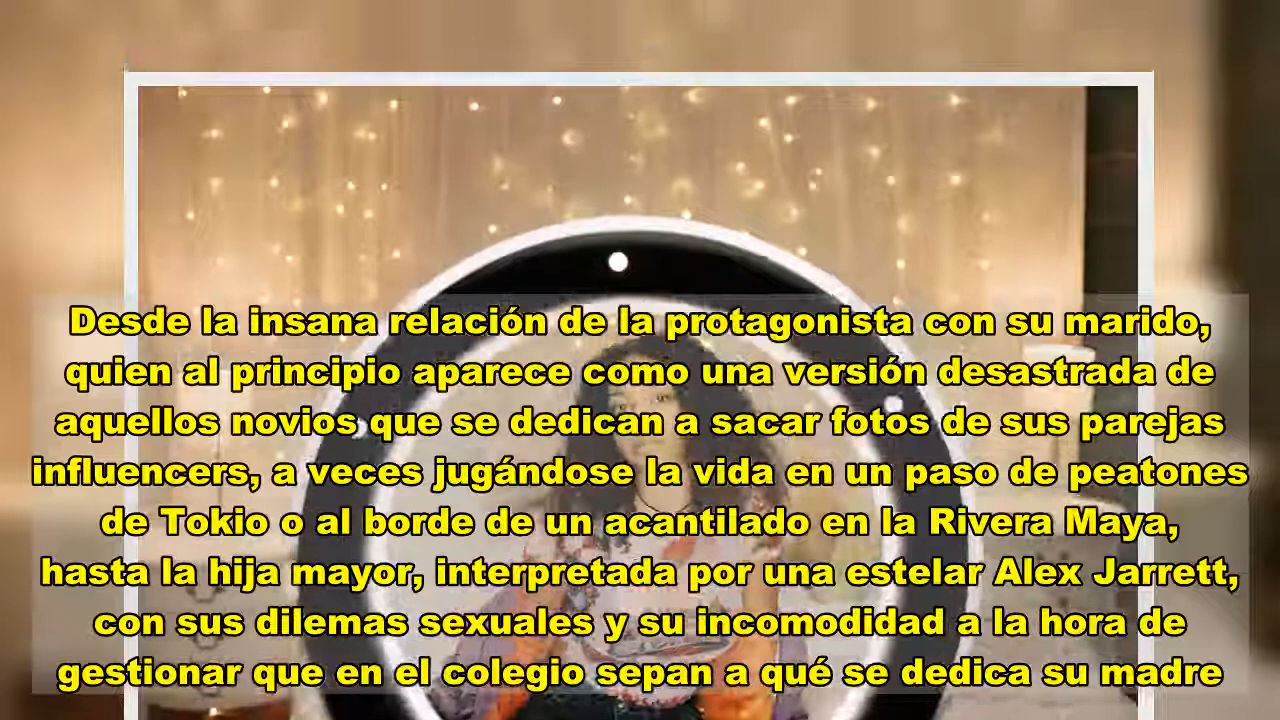 Desde la insana relación de la protagonista con su marido,
quien al principio aparece como una versión desastrada de
aquellos novios que se dedican a sacar fotos de sus parejas
influencers, a veces jugándose la vida en un paso de peatones
de Tokio o al borde de un acantilado en la Rivera Maya,
hasta la hija mayor, interpretada por una estelar Alex Jarrett,
con sus dilemas sexuales y su incomodidad a la hora de
gestionar que en el colegio sepan a qué se dedica su madre